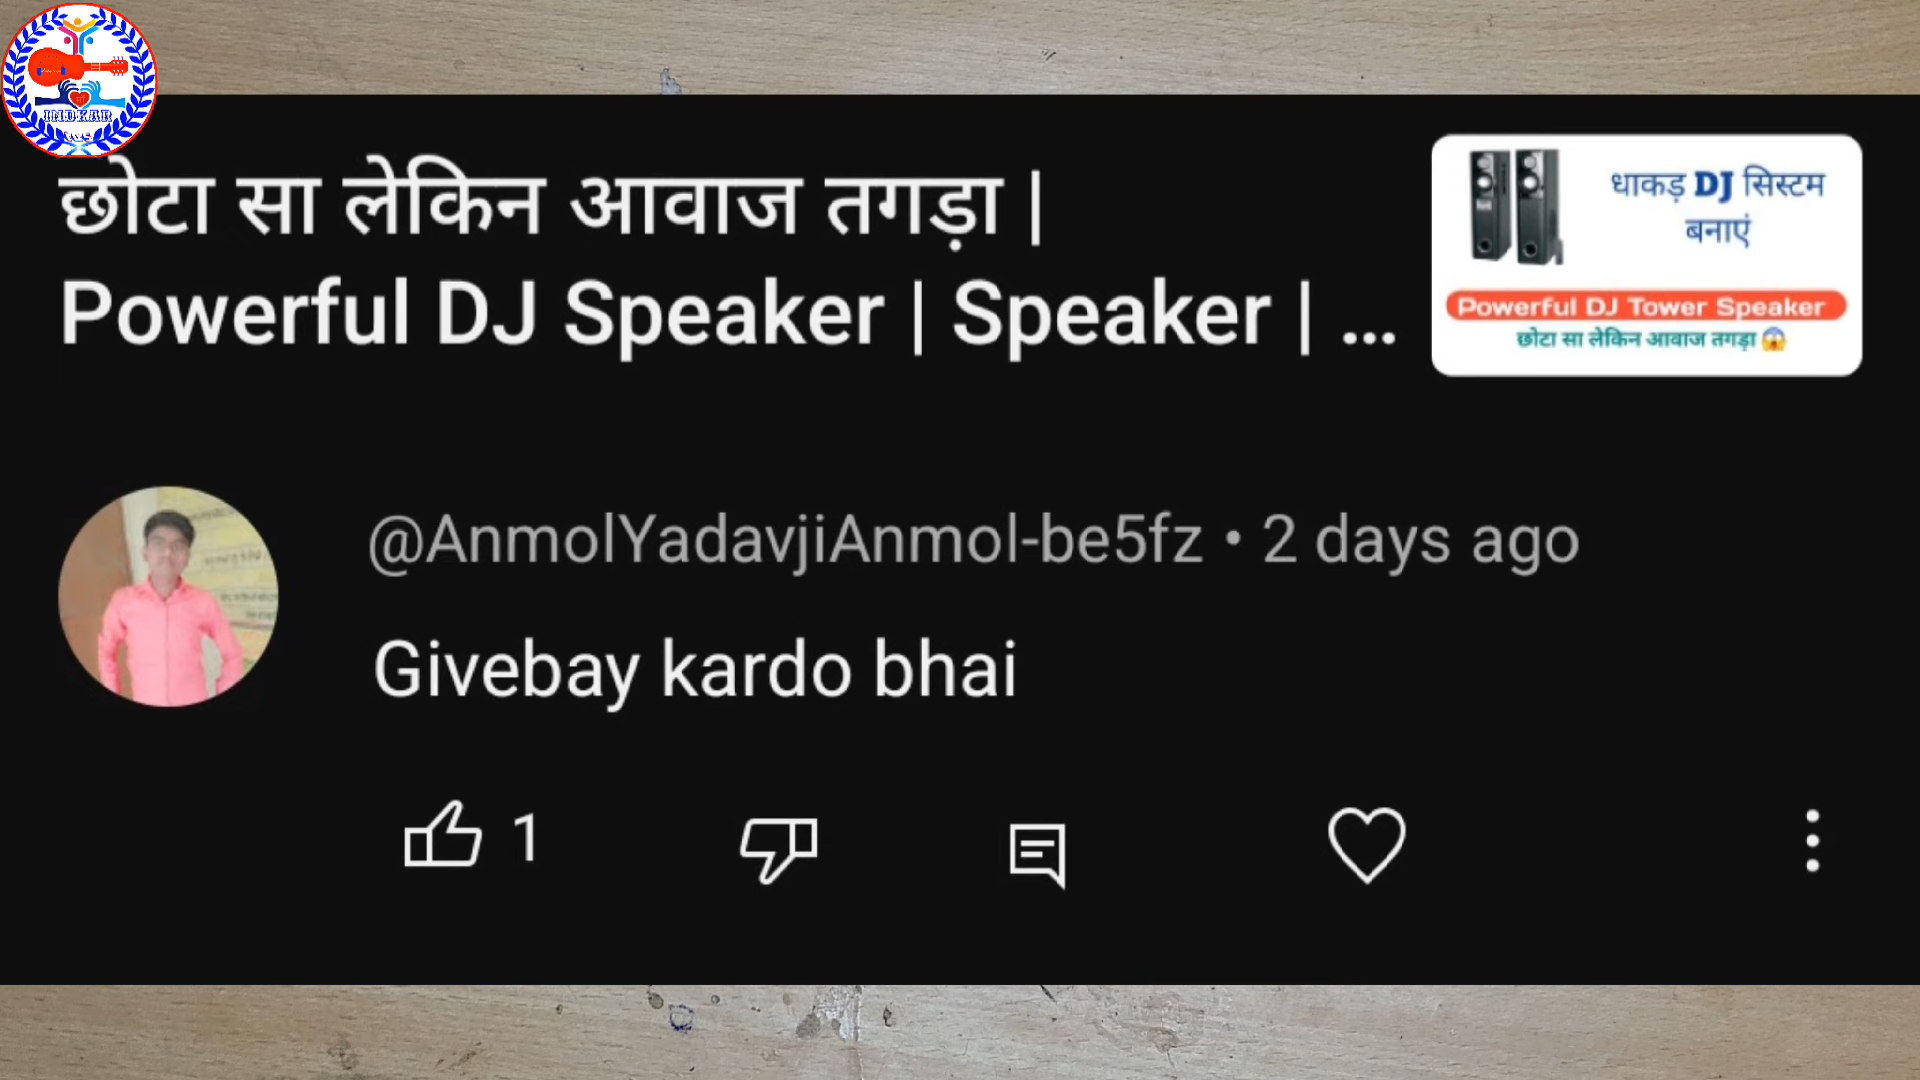 INDKAR
छोटा सा लेकिन आवाज तगड़ा |
Powerful DJ Speaker | Speaker | ...
धाकड़ DJ सिस्टम
बनाएं
Powerful DJ Tower Speaker
छोटा सा लेकिन आवाज तगड़ा 😱
@AnmolYadavjiAnmol-be5fz • 2 days ago
Givebay kardo bhai
1